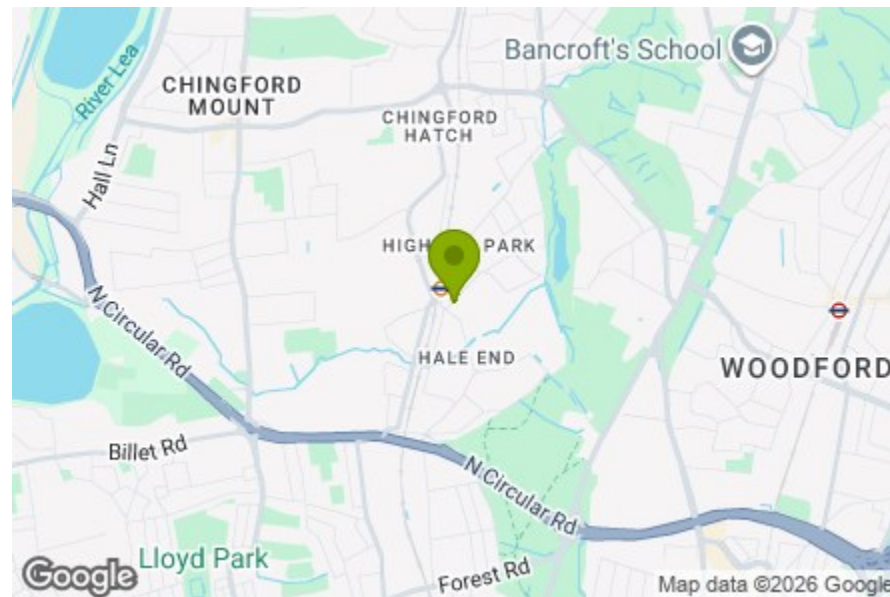 Bancroft's School
River Lea
CHINGFORD
MOUNT
CHINGFORD
HATCH
Hall Ln
PARK
N Circular Rd
HALE END
WOODFORD
Billet Rd
N Circular Rd
Lloyd Park
Forest Rd
Google
Map data ©2026 Google